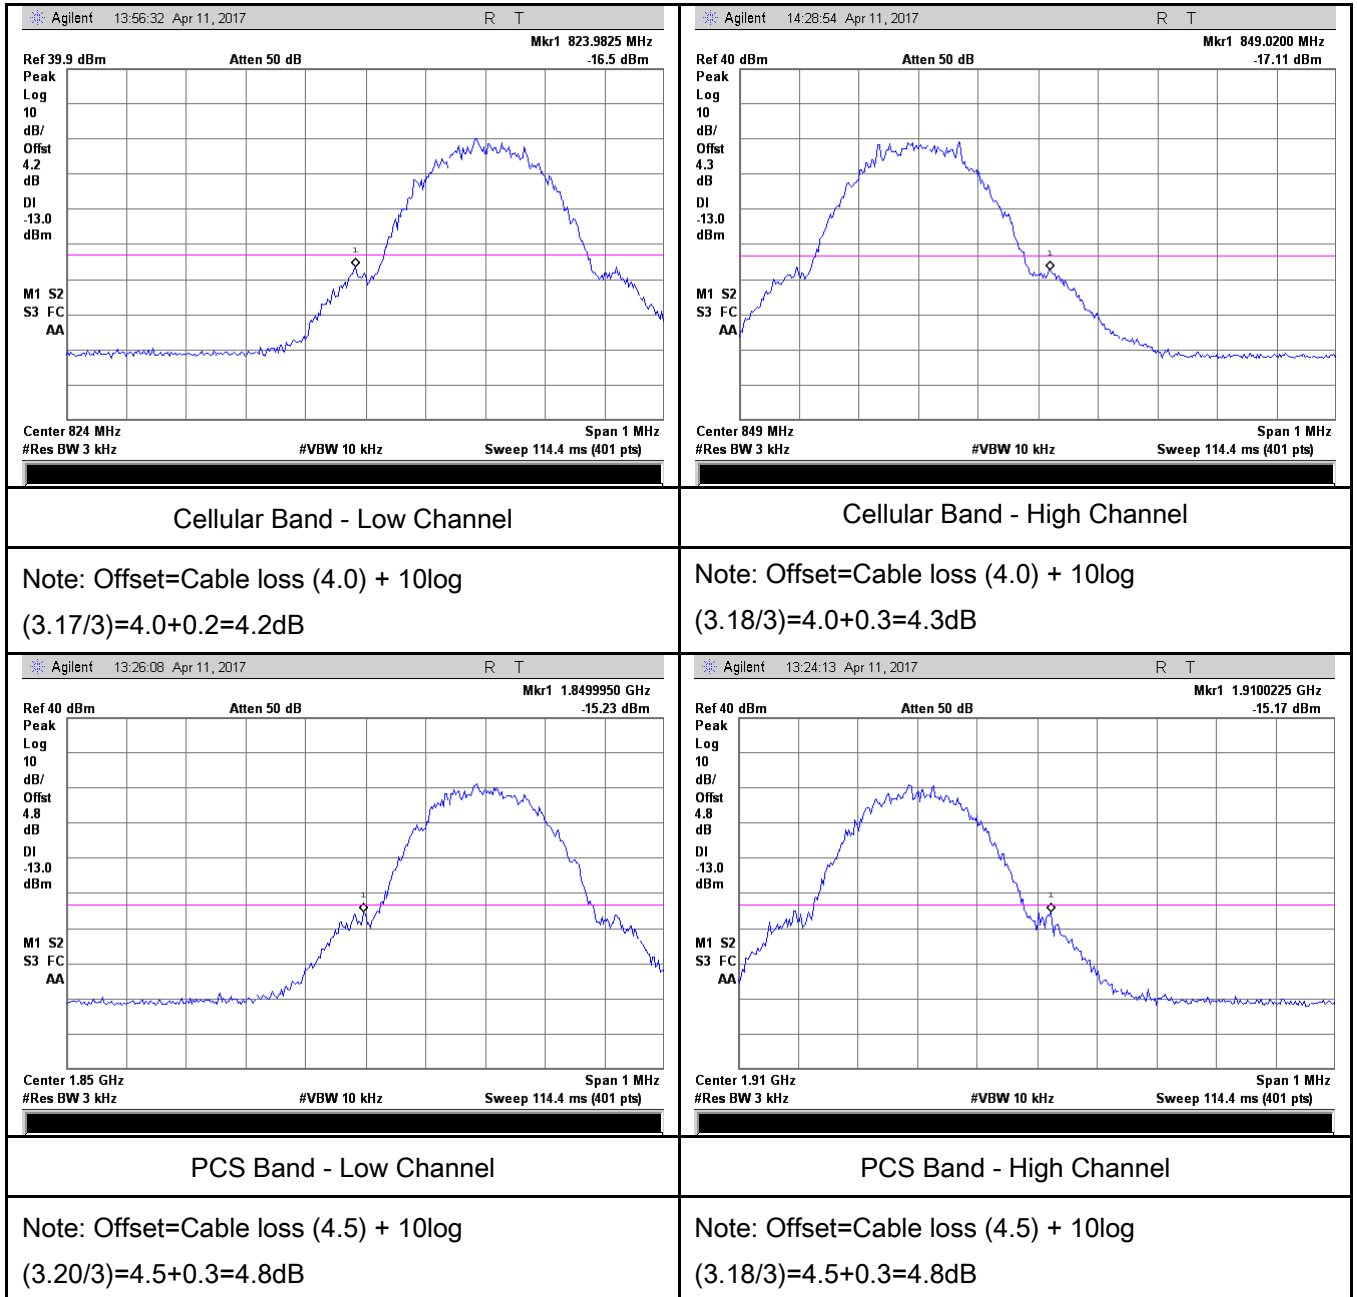 Agilent 13:56:32 Apr 11, 2017 R T
Mkr1 823.9825 MHz
Ref 39.9 dBm Atten 50 dB -16.5 dBm
Peak
Log
10
dB/
Offst
4.2
dB
DI
-13.0
dBm
1
M1 S2
S3 FC
AA
Center 824 MHz Span 1 MHz
#Res BW 3 kHz #VBW 10 kHz Sweep 114.4 ms (401 pts)
Cellular Band - Low Channel
Note: Offset=Cable loss (4.0) + 10log
(3.17/3)=4.0+0.2=4.2dB
Agilent 14:28:54 Apr 11, 2017 R T
Mkr1 849.0200 MHz
Ref 40 dBm Atten 50 dB -17.11 dBm
Peak
Log
10
dB/
Offst
4.3
dB
DI
-13.0
dBm
1
M1 S2
S3 FC
AA
Center 849 MHz Span 1 MHz
#Res BW 3 kHz #VBW 10 kHz Sweep 114.4 ms (401 pts)
Cellular Band - High Channel
Note: Offset=Cable loss (4.0) + 10log
(3.18/3)=4.0+0.3=4.3dB
Agilent 13:26:08 Apr 11, 2017 R T
Mkr1 1.8499950 GHz
Ref 40 dBm Atten 50 dB -15.23 dBm
Peak
Log
10
dB/
Offst
4.8
dB
DI
-13.0
dBm
1
M1 S2
S3 FC
AA
Center 1.85 GHz Span 1 MHz
#Res BW 3 kHz #VBW 10 kHz Sweep 114.4 ms (401 pts)
PCS Band - Low Channel
Note: Offset=Cable loss (4.5) + 10log
(3.20/3)=4.5+0.3=4.8dB
Agilent 13:24:13 Apr 11, 2017 R T
Mkr1 1.9100225 GHz
Ref 40 dBm Atten 50 dB -15.17 dBm
Peak
Log
10
dB/
Offst
4.8
dB
DI
-13.0
dBm
1
M1 S2
S3 FC
AA
Center 1.91 GHz Span 1 MHz
#Res BW 3 kHz #VBW 10 kHz Sweep 114.4 ms (401 pts)
PCS Band - High Channel
Note: Offset=Cable loss (4.5) + 10log
(3.18/3)=4.5+0.3=4.8dB